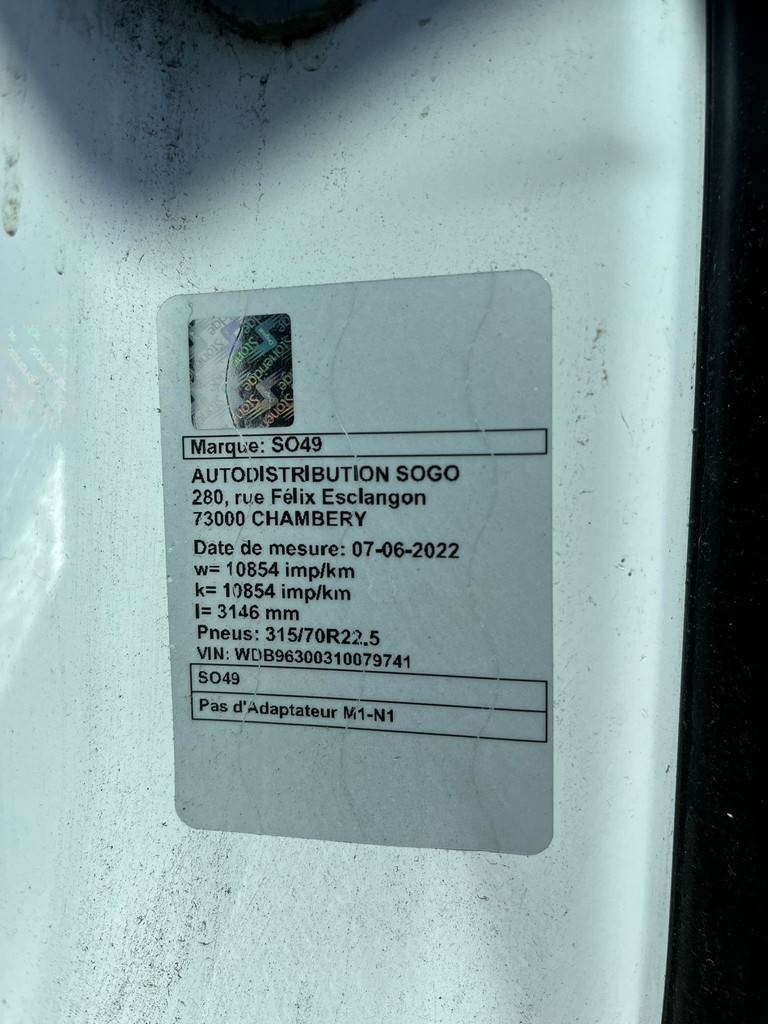 Stoneridge
Marque: SO49
AUTODISTRIBUTION SOGO
280, rue Félix Esclangon
73000 CHAMBERY
Date de mesure: 07-06-2022
w= 10854 imp/km
k= 10854 imp/km
l= 3146 mm
Pneus: 315/70R22.5
VIN: WDB96300310079741
SO49
Pas d'Adaptateur M1-N1